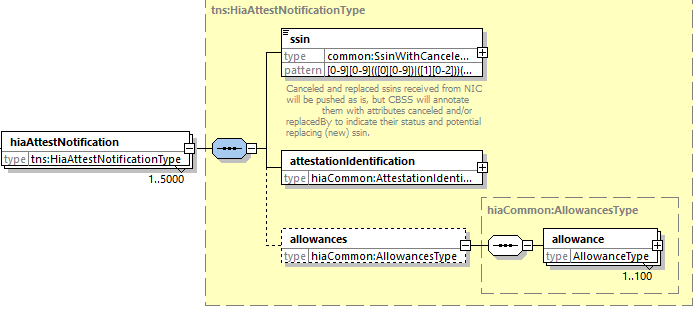 tns:HiaAttestNotificationType
ssin
type common:SsinWithCancele...
pattern [0-9][0-9](([0][0-9])|([1][0-2]))(...
Canceled and replaced ssins received from NIC
will be pushed as is, but CBSS will annotate
them with attributes canceled and/or
replacedBy to indicate their status and potential
replacing (new) ssin.
hiaAttestNotification
type tns:HiaAttestNotificationType
1..5000
attestationIdentification
type hiaCommon:AttestationIdenti...
hiaCommon:AllowancesType
allowances
type hiaCommon:AllowancesType
allowance
type AllowanceType
1..100